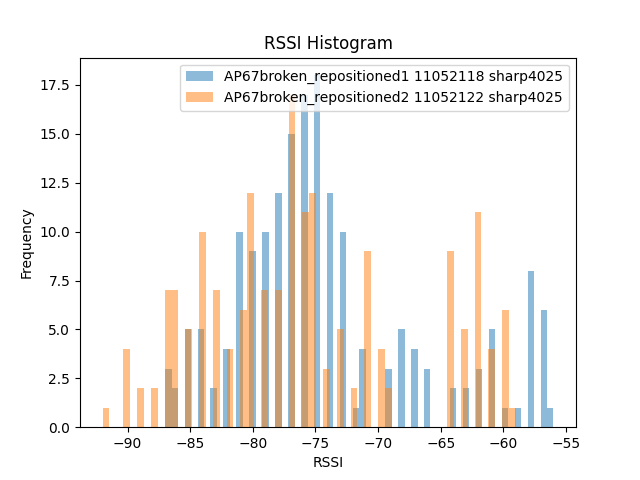 RSSI Histogram
AP67broken_repositioned1 11052118 sharp4025
AP67broken_repositioned2 11052122 sharp4025
Frequency
17.5
15.0
12.5
10.0
7.5
5.0
2.5
0.0
−90 −85 −80 −75 −70 −65 −60 −55
RSSI